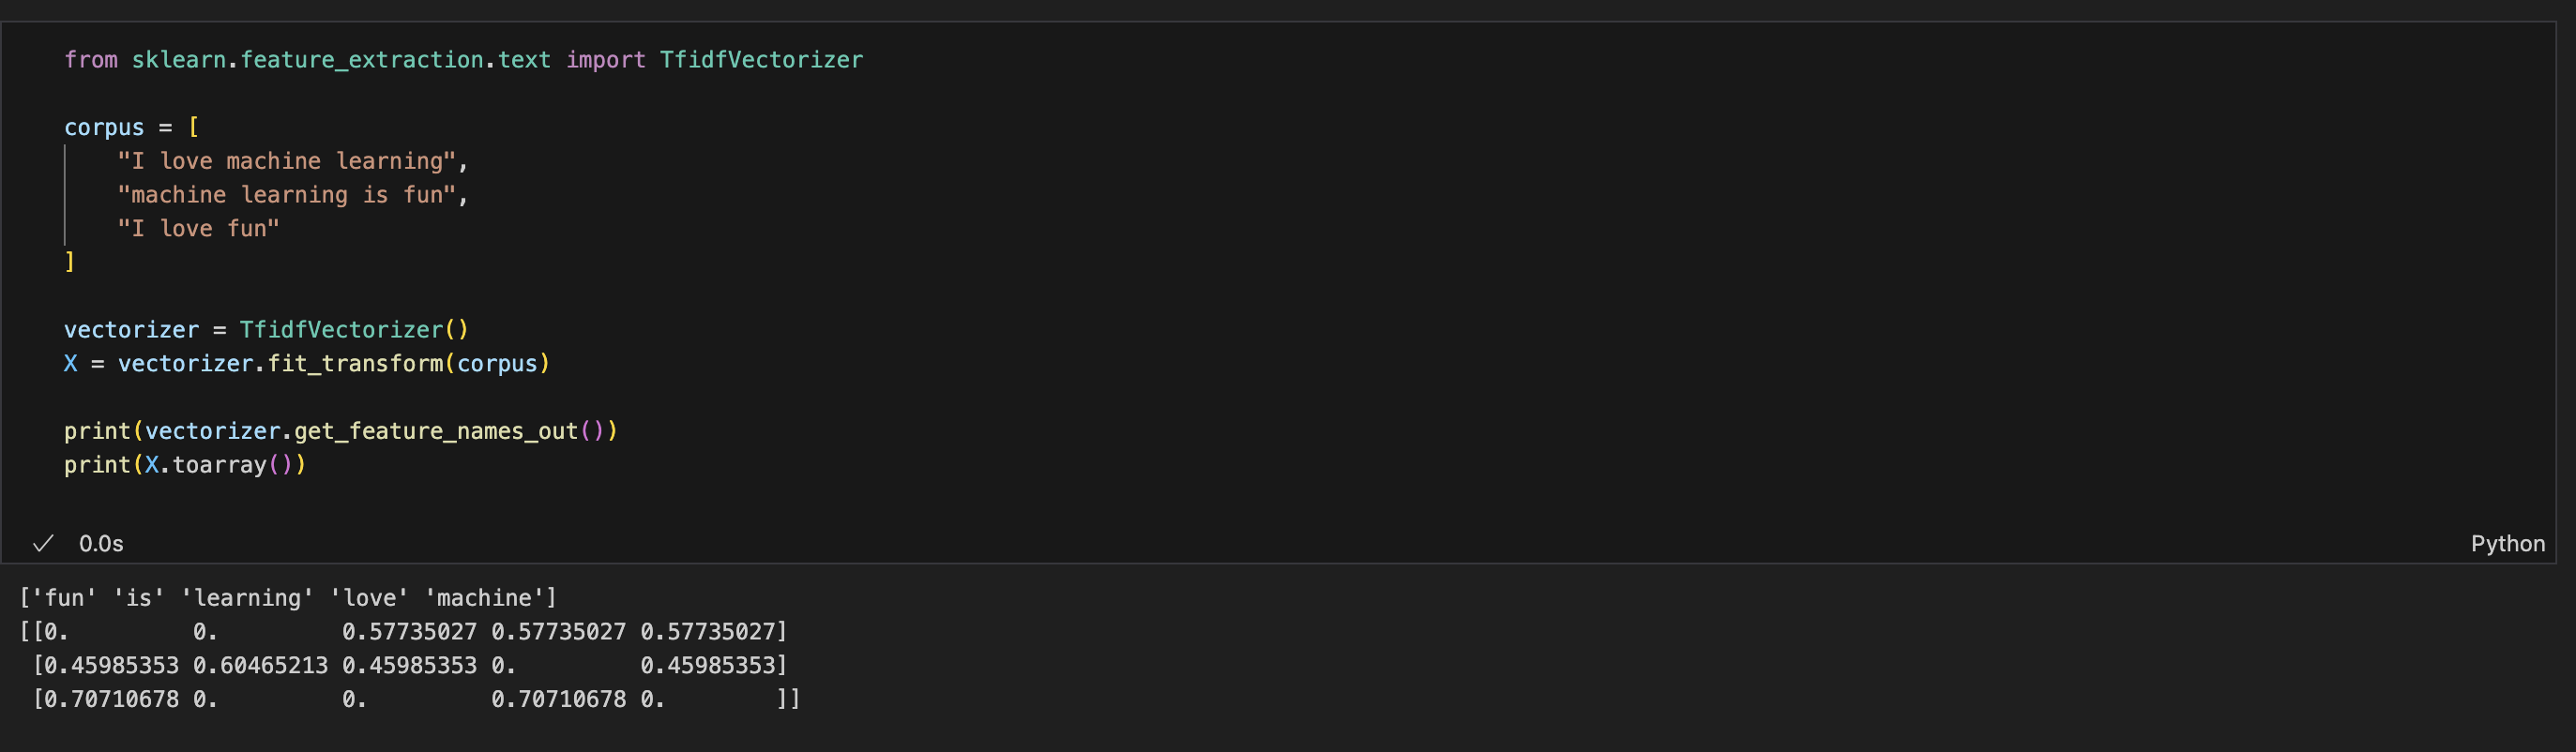 from sklearn.feature_extraction.text import TfidfVectorizer
corpus = [
    "I love machine learning",
    "machine learning is fun",
    "I love fun"
]
vectorizer = TfidfVectorizer()
X = vectorizer.fit_transform(corpus)
print(vectorizer.get_feature_names_out())
print(X.toarray())
✓ 0.0s Python
['fun' 'is' 'learning' 'love' 'machine']
[[0.         0.         0.57735027 0.57735027 0.57735027]
 [0.45985353 0.60465213 0.45985353 0.         0.45985353]
 [0.70710678 0.         0.         0.70710678 0.        ]]